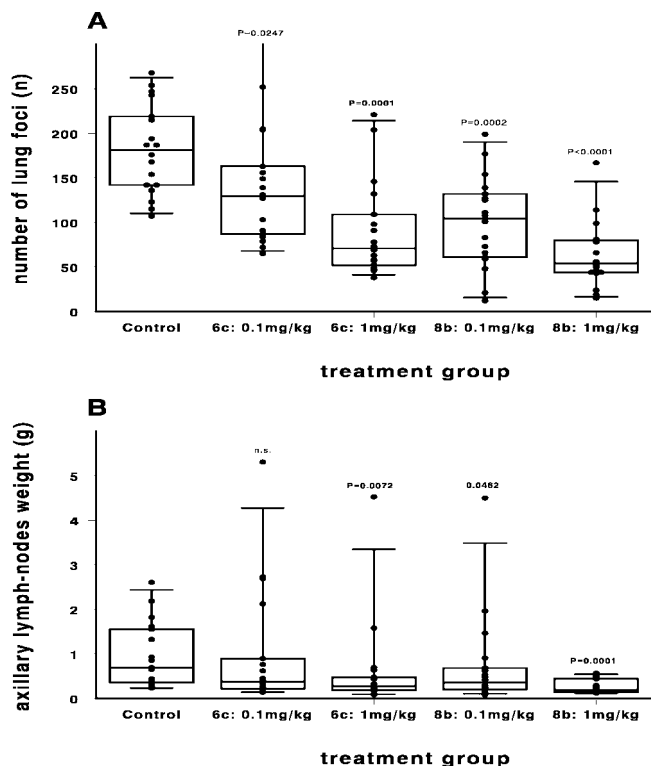 A
P=0.0247
P=0.0001
P=0.0002
P<0.0001
number of lung foci (n)
250
200
150
100
50
0
Control 6c: 0.1mg/kg 6c: 1mg/kg 8b: 0.1mg/kg 8b: 1mg/kg
treatment group
B
n.s.
P=0.0072
0.0462
P=0.0001
axillary lymph-nodes weight (g)
5
4
3
2
1
0
Control 6c: 0.1mg/kg 6c: 1mg/kg 8b: 0.1mg/kg 8b: 1mg/kg
treatment group